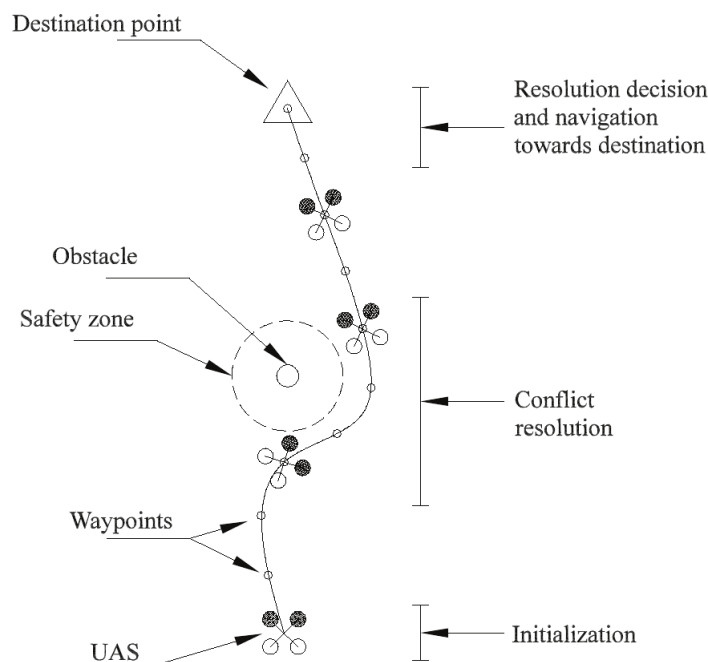 Destination point
Resolution decision
and navigation
towards destination
Obstacle
Safety zone
Conflict
resolution
Waypoints
Initialization
UAS